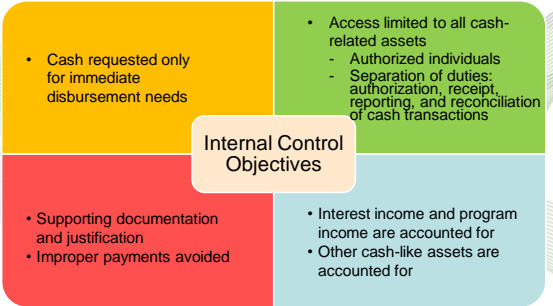 • Cash requested only
for immediate
disbursement needs
• Access limited to all cash-
related assets
- Authorized individuals
- Separation of duties:
authorization, receipt,
reporting, and reconciliation
of cash transactions
Internal Control
Objectives
• Supporting documentation
and justification
• Improper payments avoided
• Interest income and program
income are accounted for
• Other cash-like assets are
accounted for